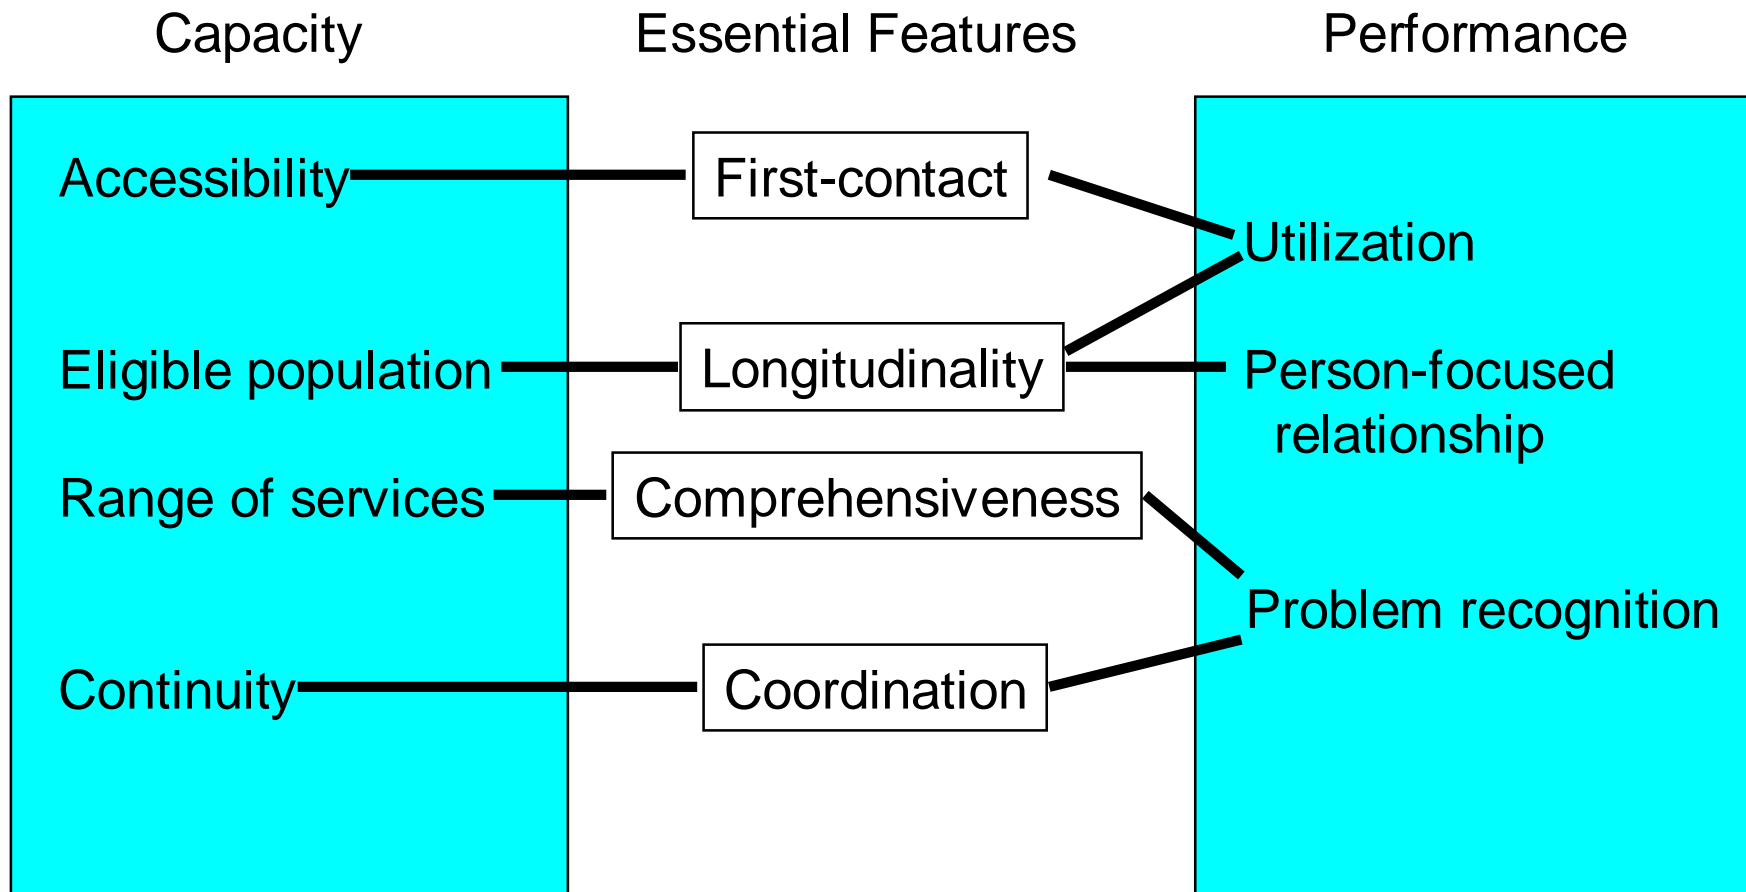 Capacity
Essential Features
Performance
Accessibility
First-contact
Utilization
Eligible population
Longitudinality
Person-focused
relationship
Range of services
Comprehensiveness
Problem recognition
Continuity
Coordination